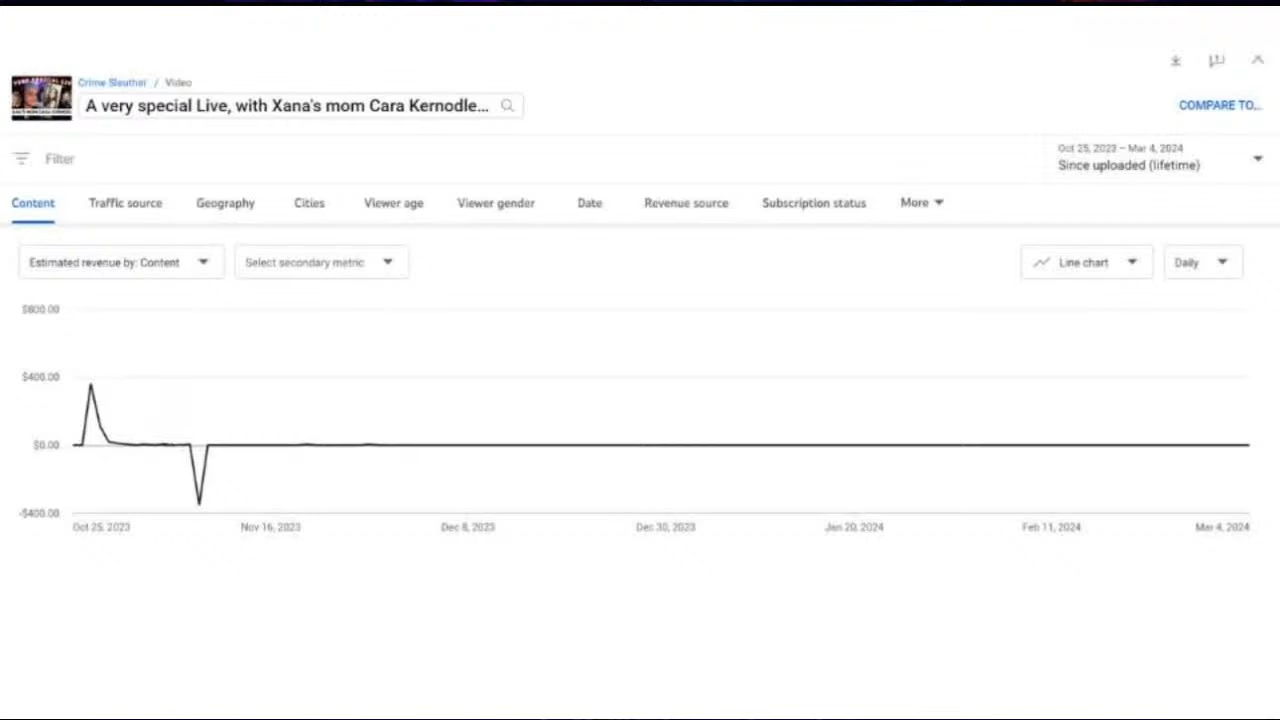 Crime Sleuther / Video
A very special Live, with Xana's mom Cara Kernodle...
COMPARE TO...
Filter
Oct 25, 2023 – Mar 4, 2024
Since uploaded (lifetime)
Content Traffic source Geography Cities Viewer age Viewer gender Date Revenue source Subscription status More
Estimated revenue by: Content Select secondary metric Line chart Daily
$800.00
$400.00
$0.00
-$400.00
Oct 25, 2023 Nov 16, 2023 Dec 8, 2023 Dec 30, 2023 Jan 20, 2024 Feb 11, 2024 Mar 4, 2024